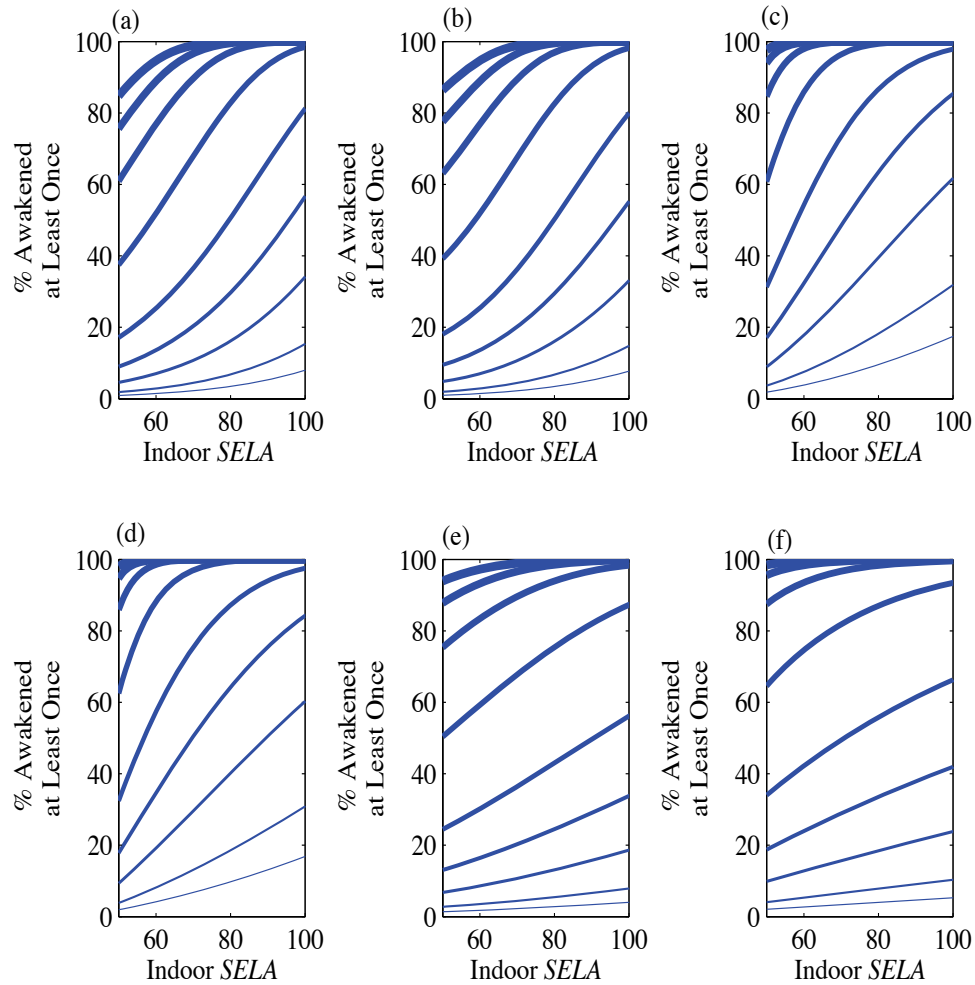 (a)
100
80
60
40
20
0
% Awakened
at Least Once
60 80 100
Indoor SELA
(b)
100
80
60
40
20
0
% Awakened
at Least Once
60 80 100
Indoor SELA
(c)
100
80
60
40
20
0
% Awakened
at Least Once
60 80 100
Indoor SELA
(d)
100
80
60
40
20
0
% Awakened
at Least Once
60 80 100
Indoor SELA
(e)
100
80
60
40
20
0
% Awakened
at Least Once
60 80 100
Indoor SELA
(f)
100
80
60
40
20
0
% Awakened
at Least Once
60 80 100
Indoor SELA